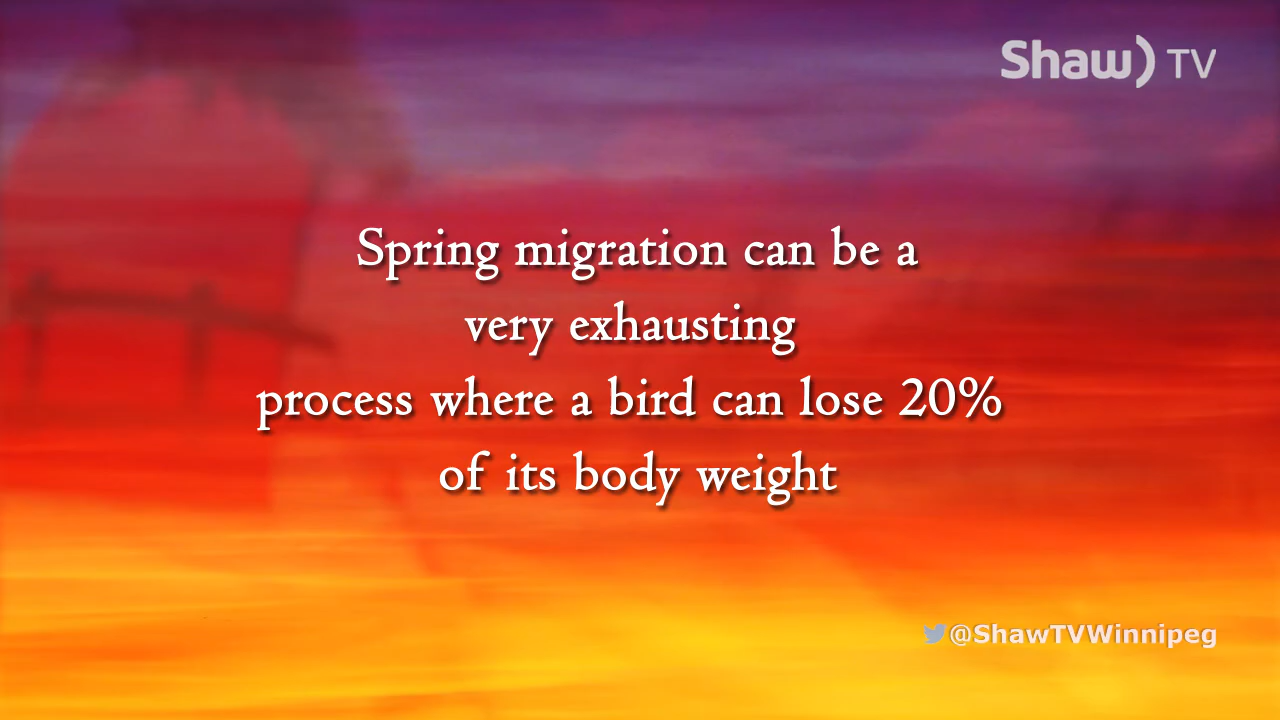 Shaw) TV
Spring migration can be a
very exhausting
process where a bird can lose 20%
of its body weight
@ShawTVWinnipeg